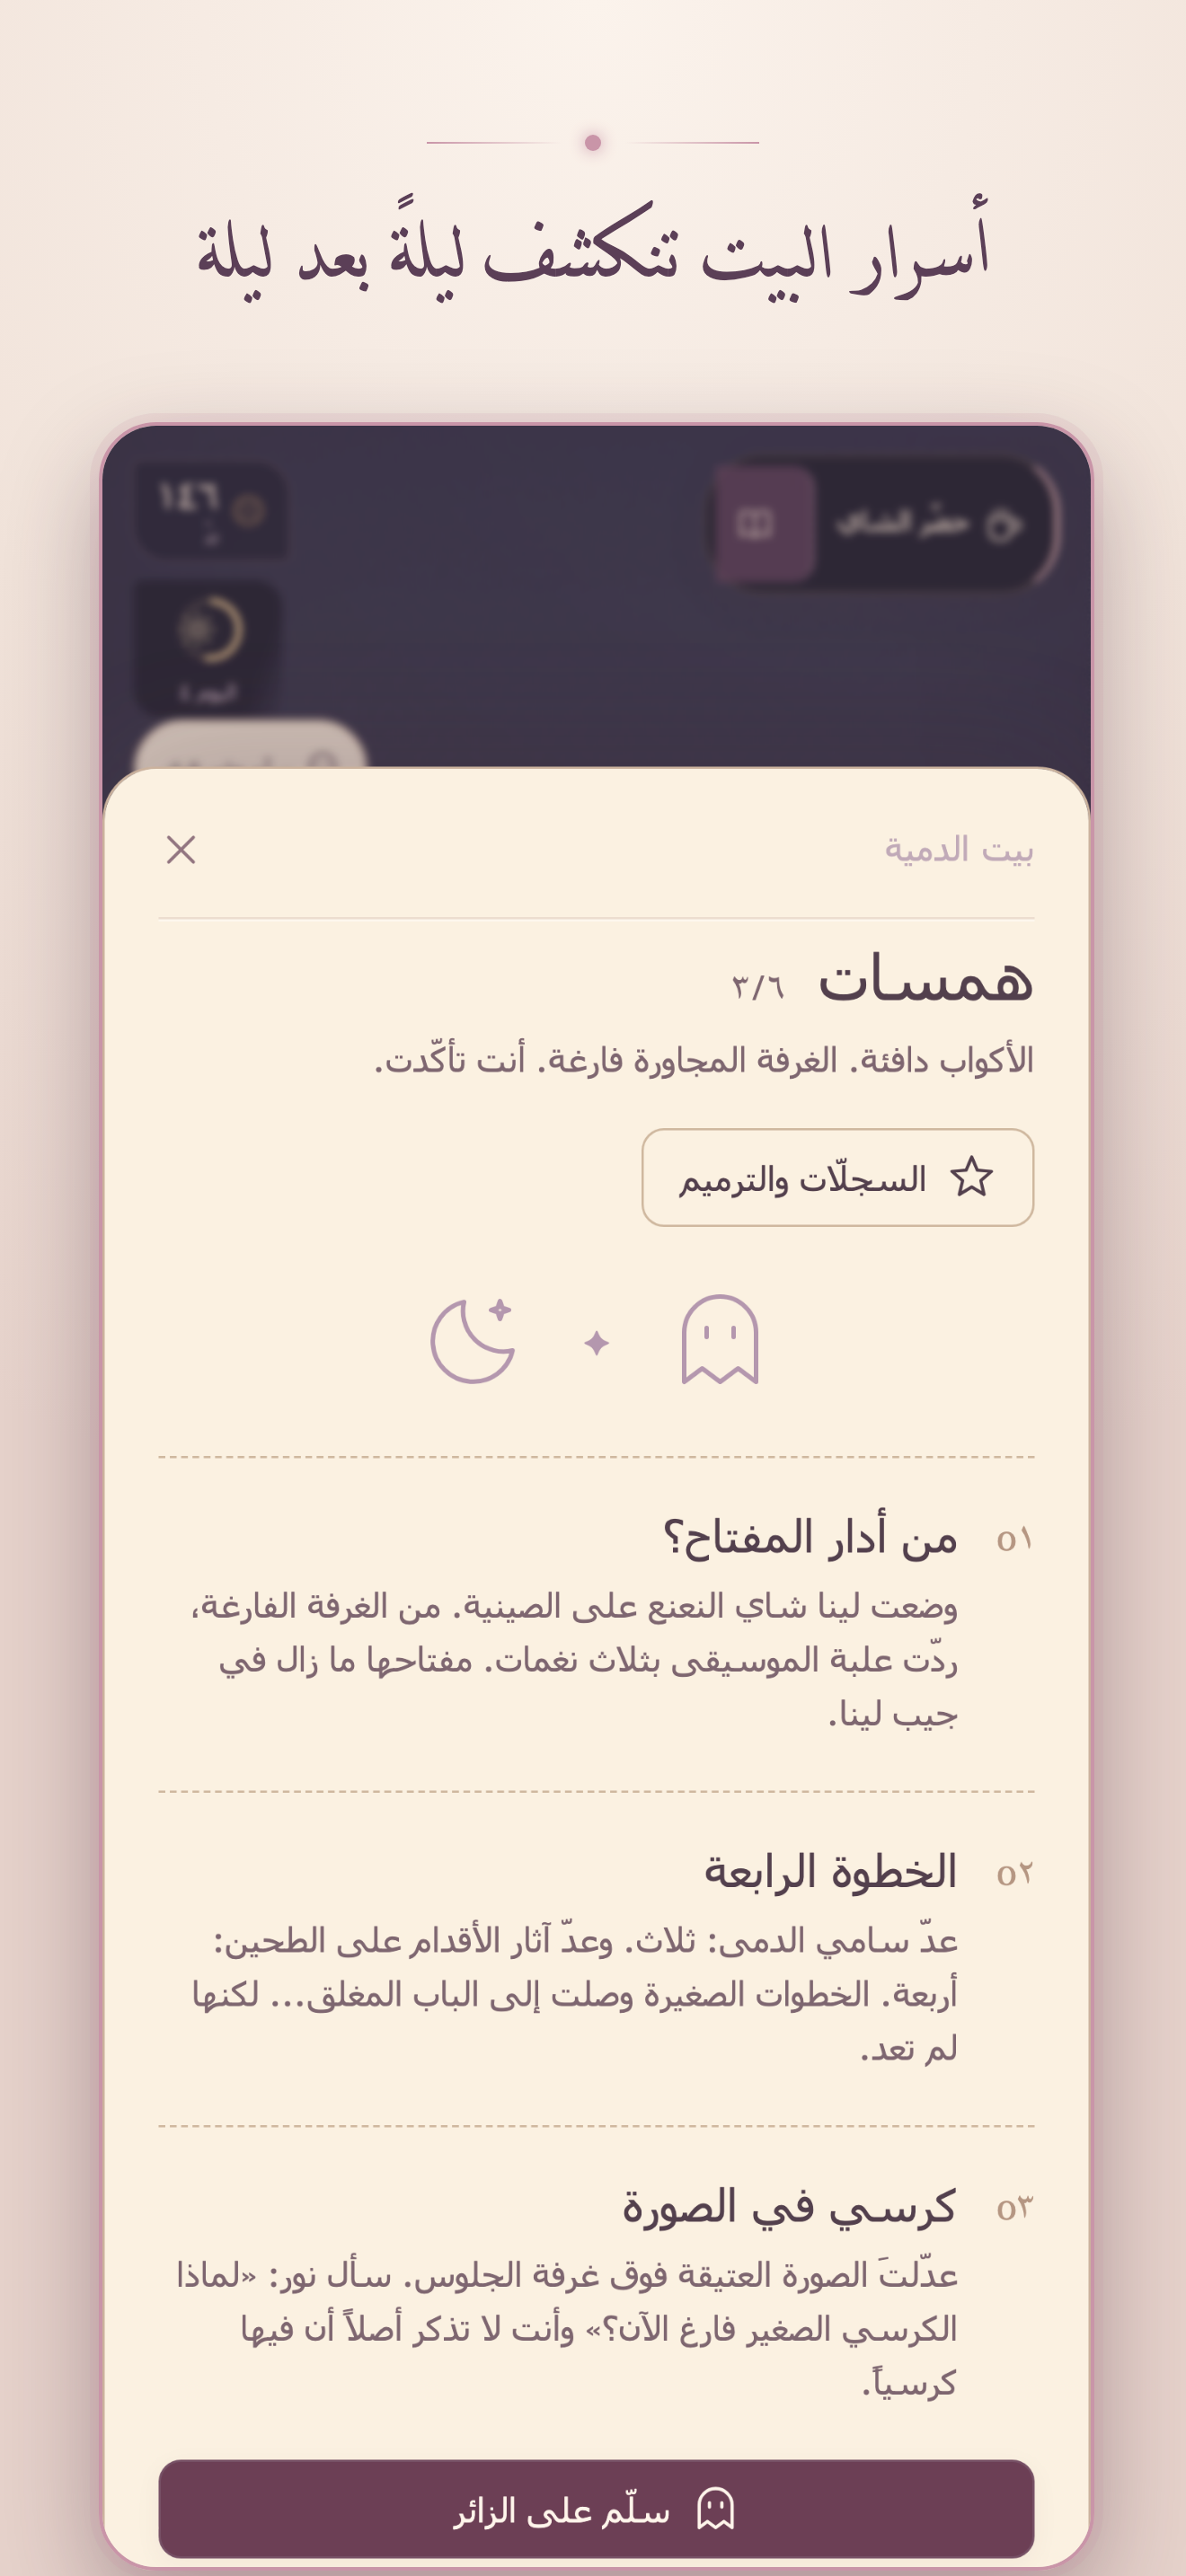 أسرار البيت تنكشف ليلةً بعد ليلة
حضّر الشاي
١٤٦
بيت الدمية
همسات ٣/٦
الأكواب دافئة. الغرفة المجاورة فارغة. أنت تأكّدت.
السجلّات والترميم
٠١ من أدار المفتاح؟
وضعت لينا شاي النعنع على الصينية. من الغرفة الفارغة،
ردّت علبة الموسيقى بثلاث نغمات. مفتاحها ما زال في
جيب لينا.
٠٢ الخطوة الرابعة
عدّ سامي الدمى: ثلاث. وعدّ آثار الأقدام على الطحين:
أربعة. الخطوات الصغيرة وصلت إلى الباب المغلق... لكنها
لم تعد.
٠٣ كرسي في الصورة
عدّلتَ الصورة العتيقة فوق غرفة الجلوس. سأل نور: «لماذا
الكرسي الصغير فارغ الآن؟» وأنت لا تذكر أصلاً أن فيها
كرسياً.
سلّم على الزائر